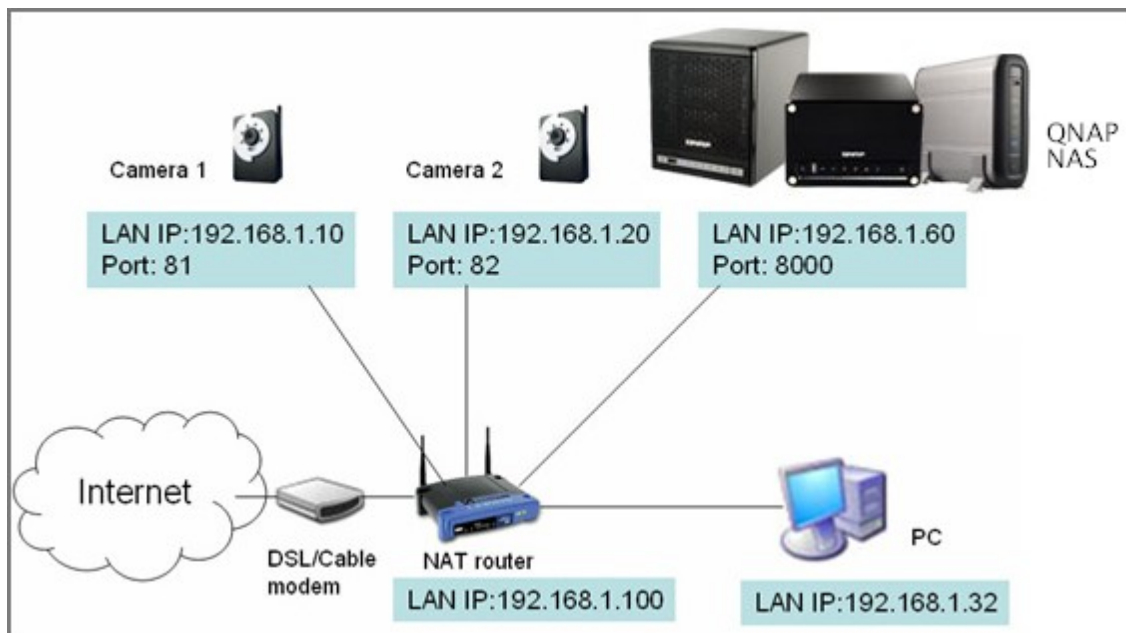 Camera 1
LAN IP:192.168.1.10
Port: 81
Camera 2
LAN IP:192.168.1.20
Port: 82
QNAP
QNAP
QNAP
NAS
LAN IP:192.168.1.60
Port: 8000
Internet
DSL/Cable
modem
NAT router
LAN IP:192.168.1.100
PC
LAN IP:192.168.1.32